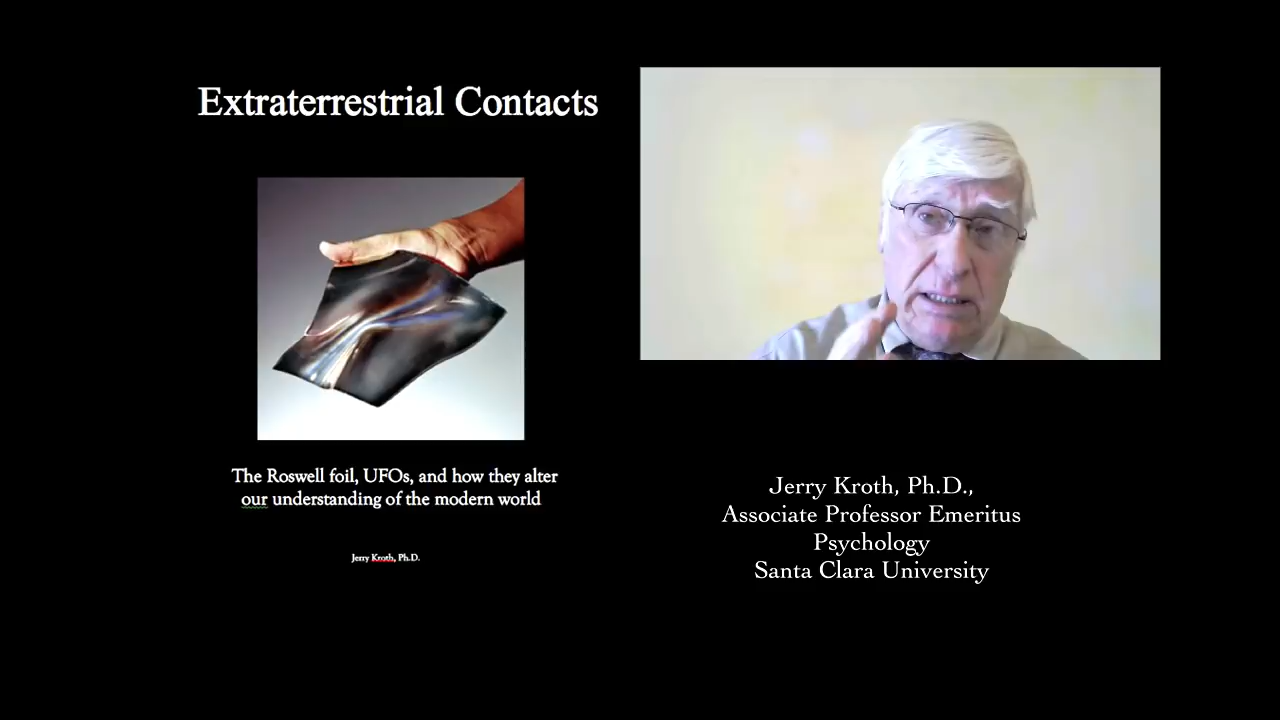 Extraterrestrial Contacts
The Roswell foil, UFOs, and how they alter
our understanding of the modern world
Jerry Kroth, Ph.D.
Jerry Kroth, Ph.D.,
Associate Professor Emeritus
Psychology
Santa Clara University